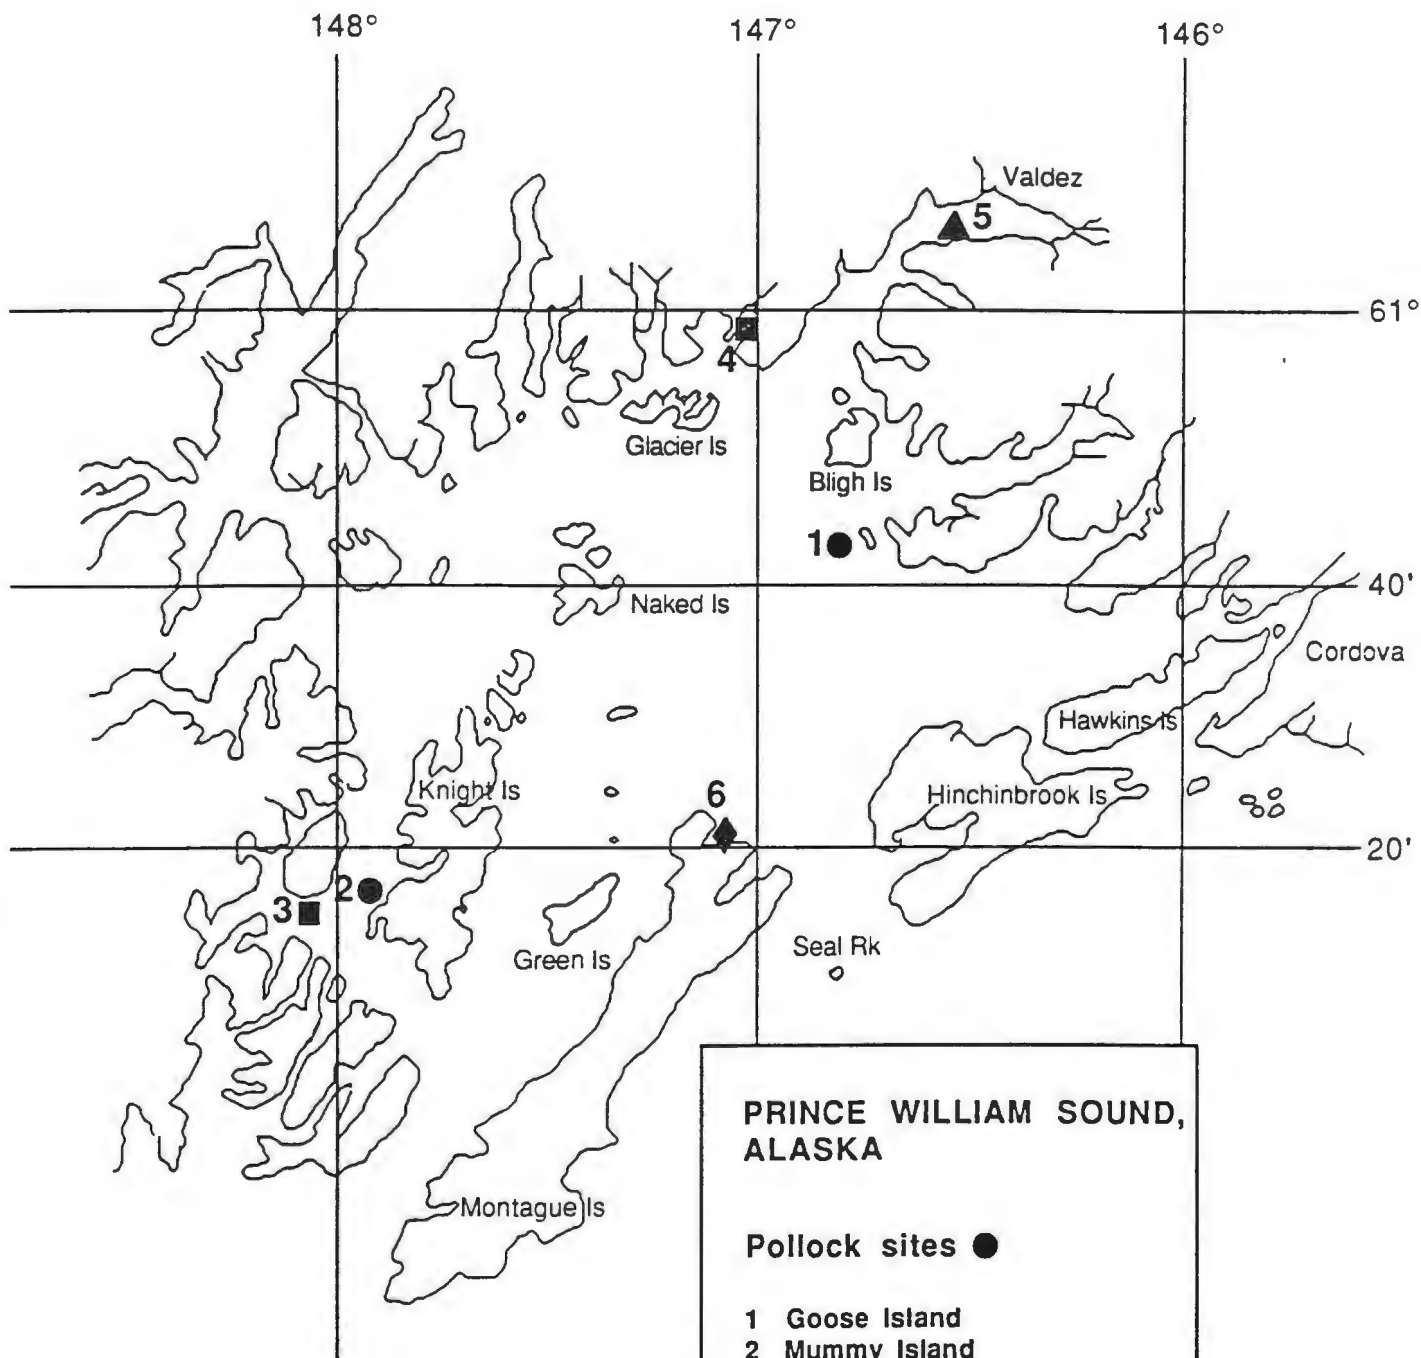 148°
147°
146°
Valdez
5
61°
4
Glacier Is
Bligh Is
1
40'
Naked Is
Cordova
Hawkins Is
Knight Is
6
Hinchinbrook Is
20'
2
3
Green Is
Seal Rk
Montague Is
PRINCE WILLIAM SOUND,
ALASKA
Pollock sites
1 Goose Island
2 Mummy Island